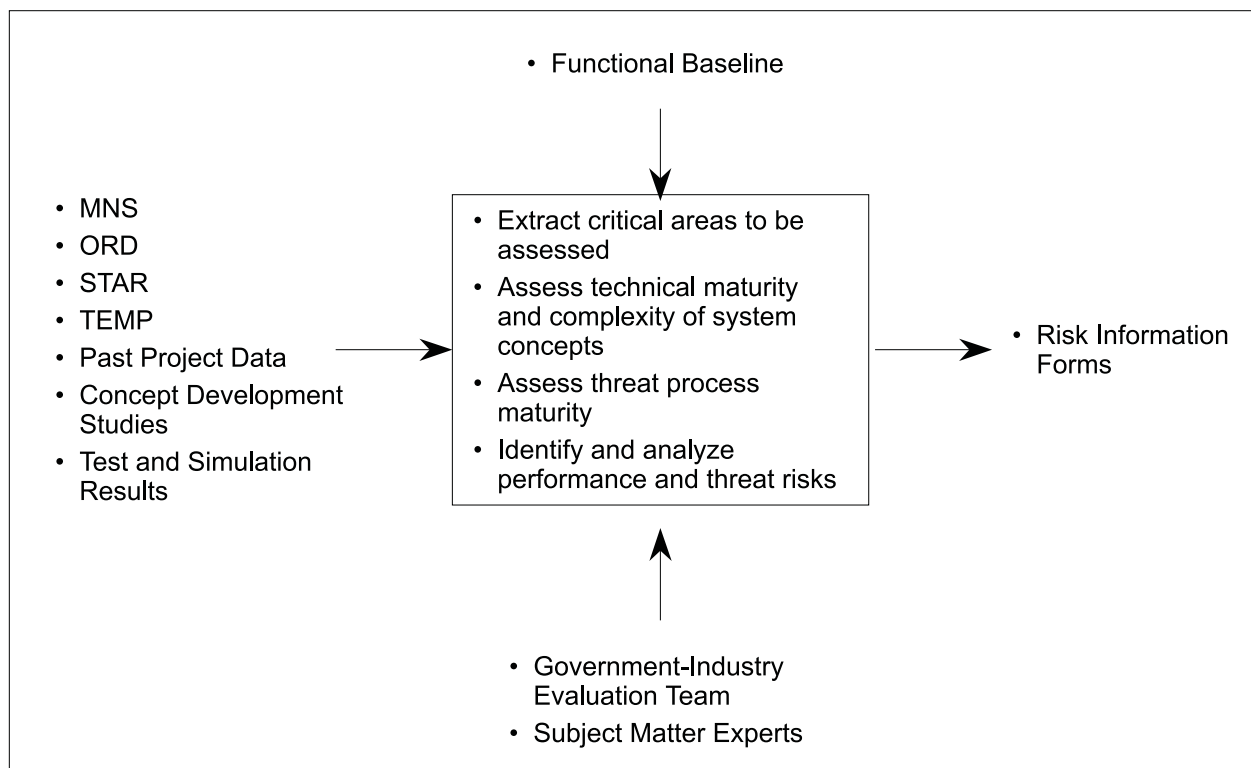 • Functional Baseline
• MNS
• ORD
• STAR
• TEMP
• Past Project Data
• Concept Development
Studies
• Test and Simulation
Results
• Extract critical areas to be
assessed
• Assess technical maturity
and complexity of system
concepts
• Assess threat process
maturity
• Identify and analyze
performance and threat risks
• Risk Information
Forms
• Government-Industry
Evaluation Team
• Subject Matter Experts